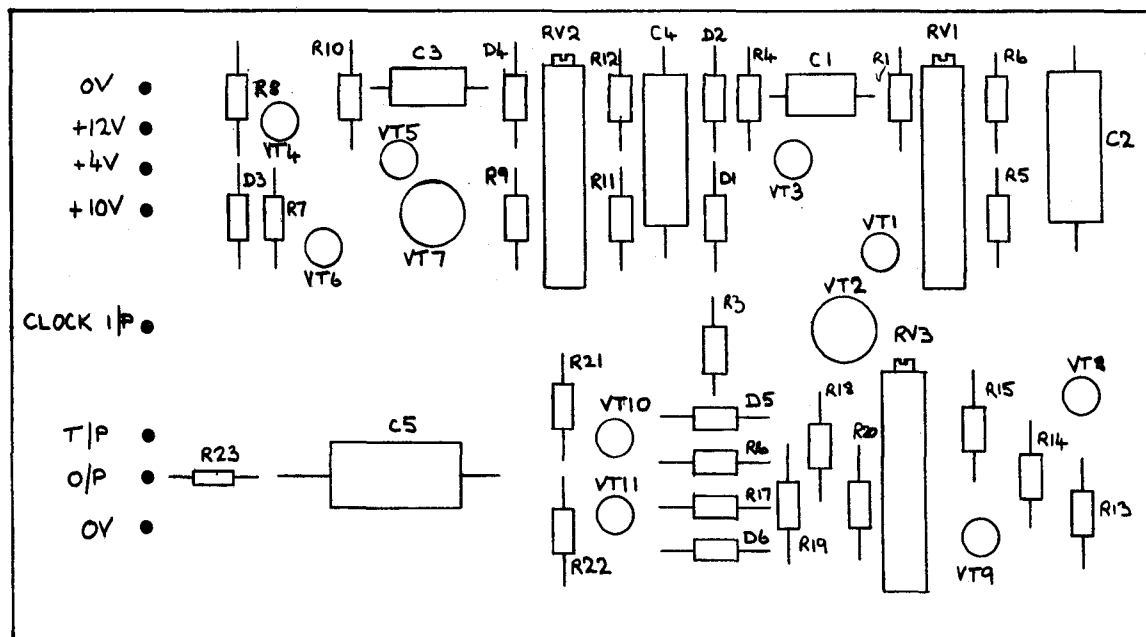 0V
+12V
+4V
+10V
CLOCK I/P
T/P
O/P
0V
R8
R10
C3
D4
RV2
R12
C4
D2
R4
C1
R1
RV1
R6
C2
VT4
VT5
VT3
D3
R7
VT6
VT7
R9
R11
D1
VT1
R5
VT2
R3
RV3
R21
VT10
D5
R18
R15
VT8
C5
R23
R16
R20
R14
VT11
R17
R13
R22
D6
R19
VT9